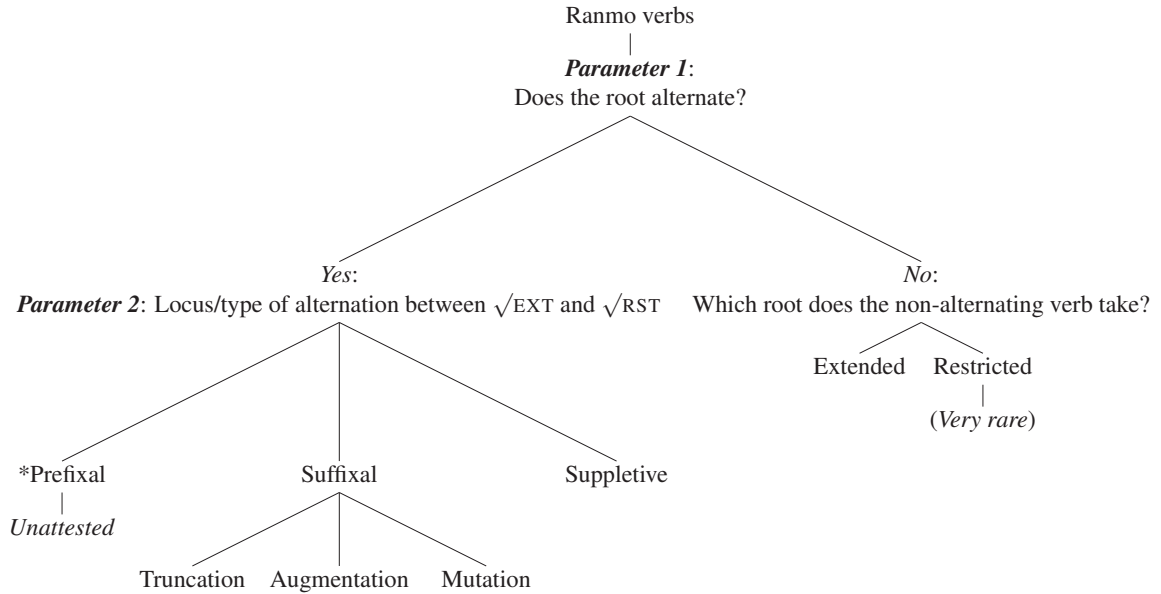 Ranmo verbs
Parameter 1:
Does the root alternate?
Yes:
Parameter 2: Locus/type of alternation between √EXT and √RST
No:
Which root does the non-alternating verb take?
Extended
Restricted
(Very rare)
*Prefixal
Unattested
Suffixal
Suppletive
Truncation
Augmentation
Mutation